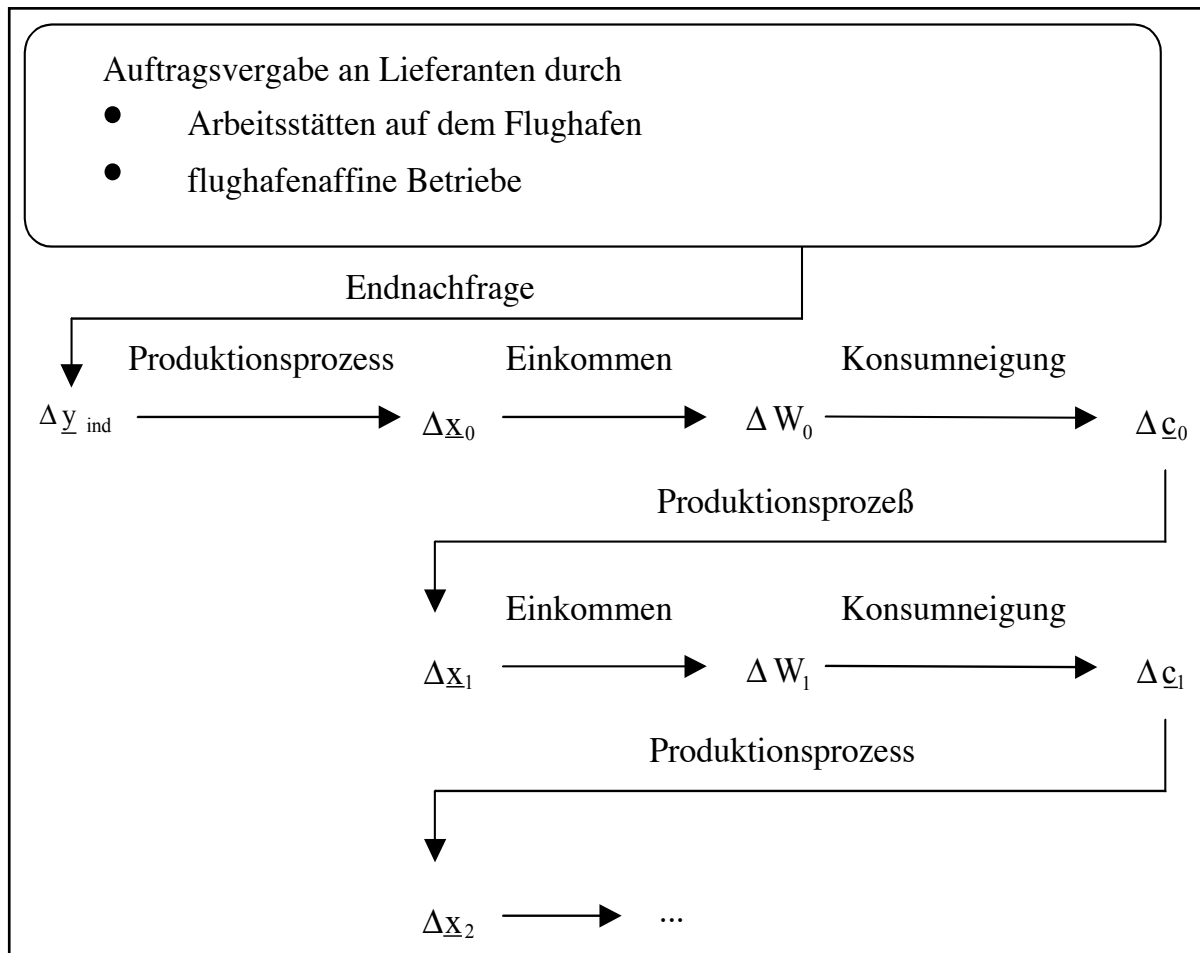 Auftragsvergabe an Lieferanten durch
● Arbeitsstätten auf dem Flughafen
● flughafenaffine Betriebe
Endnachfrage
Produktionsprozess Einkommen Konsumneigung
Δy ind Δx0 ΔW0 Δc0
Produktionsprozeß
Einkommen Konsumneigung
Δx1 ΔW1 Δc1
Produktionsprozess
Δx2 ...